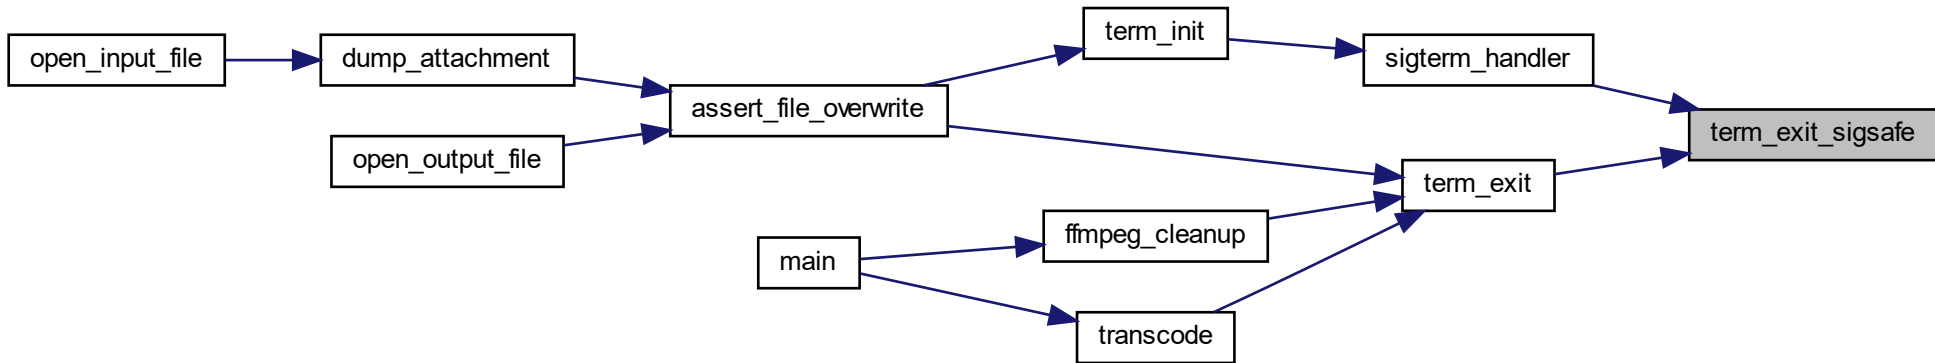 open_input_file
dump_attachment
open_output_file
assert_file_overwrite
term_init
sigterm_handler
term_exit_sigsafe
term_exit
ffmpeg_cleanup
main
transcode